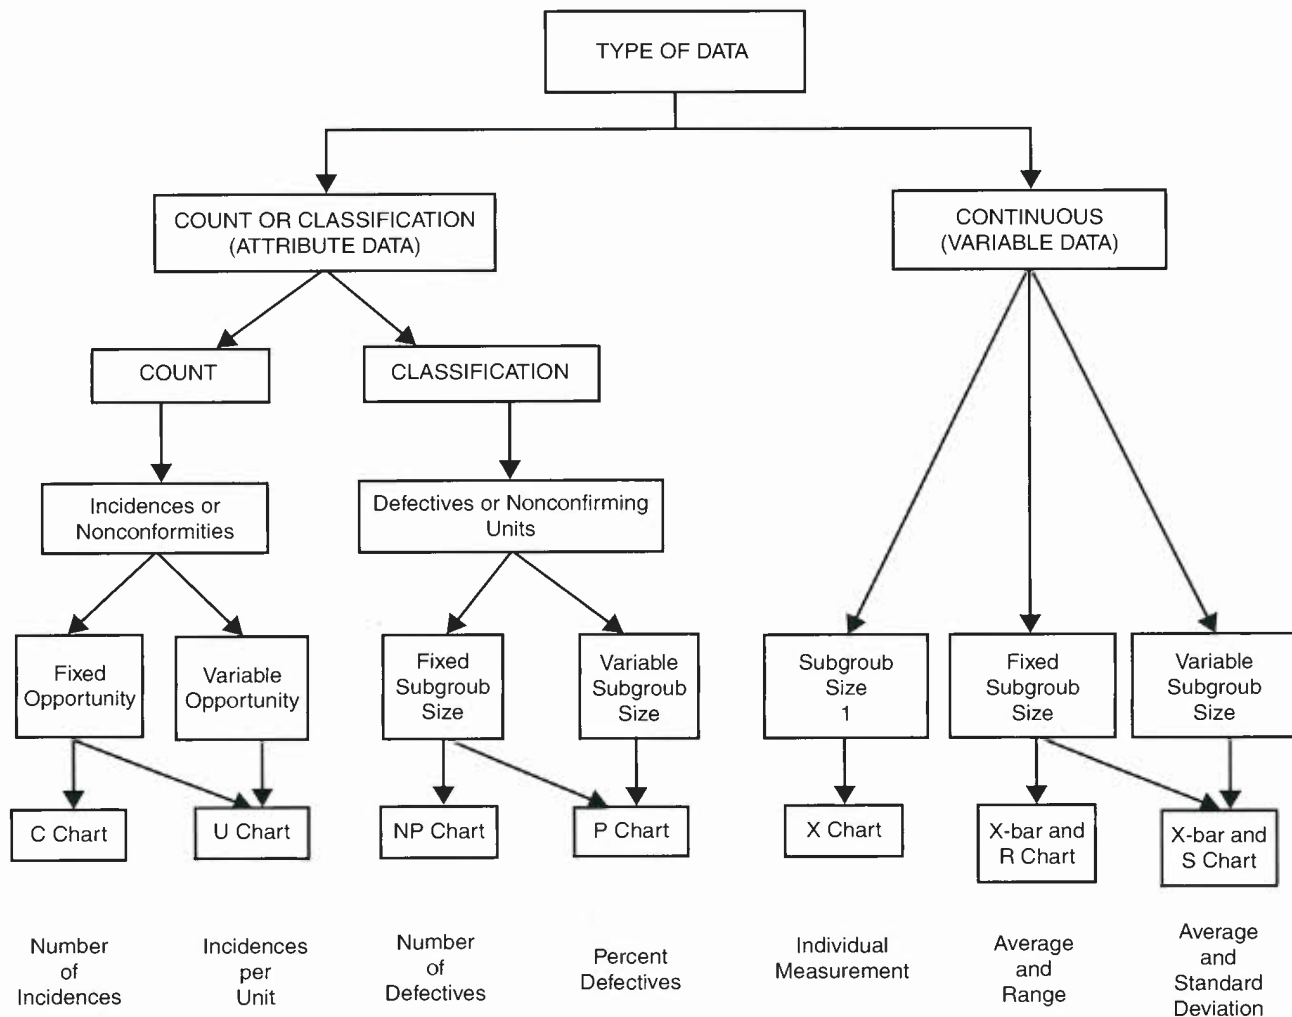 TYPE OF DATA
COUNT OR CLASSIFICATION
(ATTRIBUTE DATA)
CONTINUOUS
(VARIABLE DATA)
COUNT
CLASSIFICATION
Incidences or
Nonconformities
Defectives or Nonconfirming
Units
Fixed
Opportunity
Variable
Opportunity
Fixed
Subgroub
Size
Variable
Subgroub
Size
Subgroub
Size
1
Fixed
Subgroub
Size
Variable
Subgroub
Size
C Chart
U Chart
NP Chart
P Chart
X Chart
X-bar and
R Chart
X-bar and
S Chart
Number
of
Incidences
Incidences
per
Unit
Number
of
Defectives
Percent
Defectives
Individual
Measurement
Average
and
Range
Average
and
Standard
Deviation